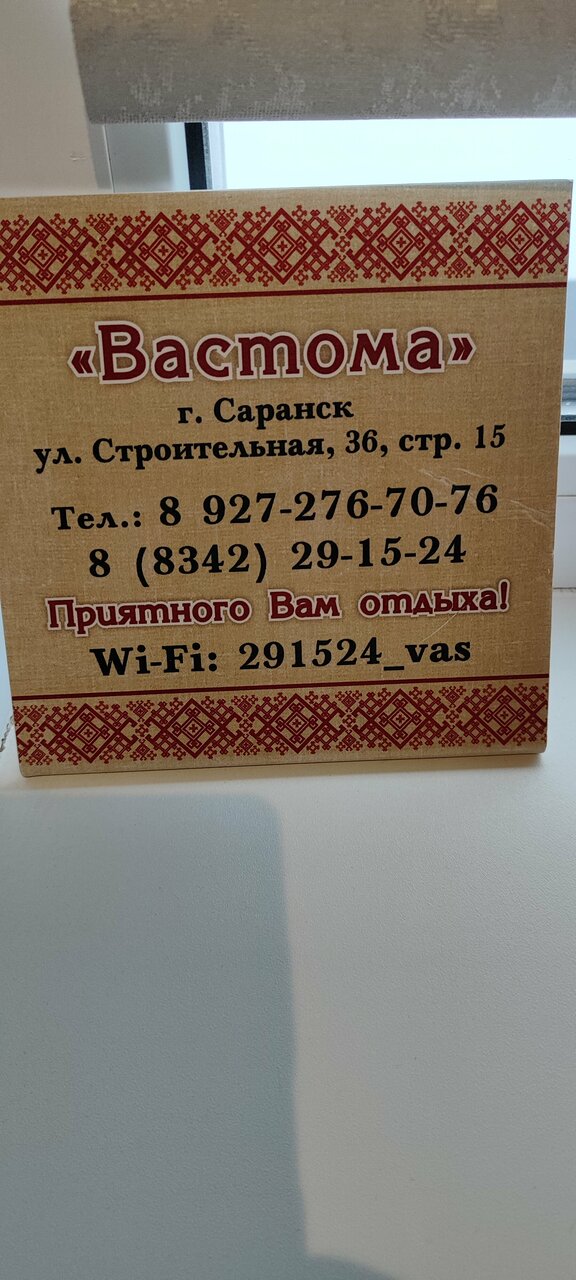 «Вастома»
г. Саранск
ул. Строительная, 36, стр. 15
Тел.: 8 927-276-70-76
8 (8342) 29-15-24
Приятного Вам отдыха!
Wi-Fi: 291524_vas